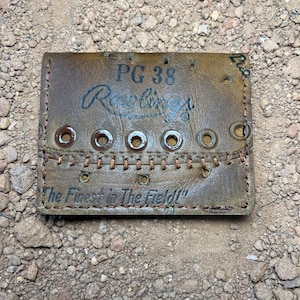 PG 38
Rawlings
The Finest In The Field!"